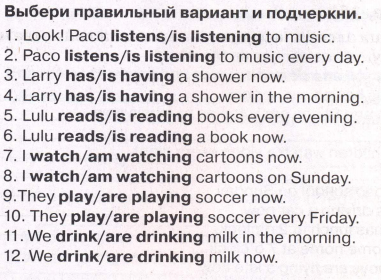 Выбери правильный вариант и подчеркни.
1. Look! Paco listens/is listening to music.
2. Paco listens/is listening to music every day.
3. Larry has/is having a shower now.
4. Larry has/is having a shower in the morning.
5. Lulu reads/is reading books every evening.
6. Lulu reads/is reading a book now.
7. I watch/am watching cartoons now.
8. I watch/am watching cartoons on Sunday.
9.They play/are playing soccer now.
10. They play/are playing soccer every Friday.
11. We drink/are drinking milk in the morning.
12. We drink/are drinking milk now.